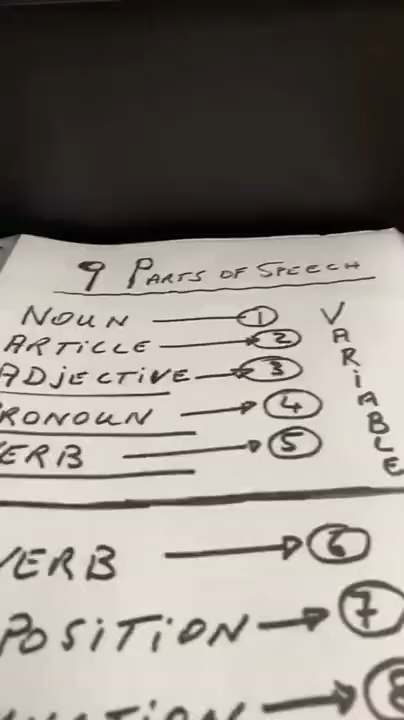 9 PARTS OF SPEECH
NOUN 1
ARTICLE 2
ADJECTIVE 3
RONOUN 4
ERB 5
VARIABLE
VERB 6
POSITION 7
8